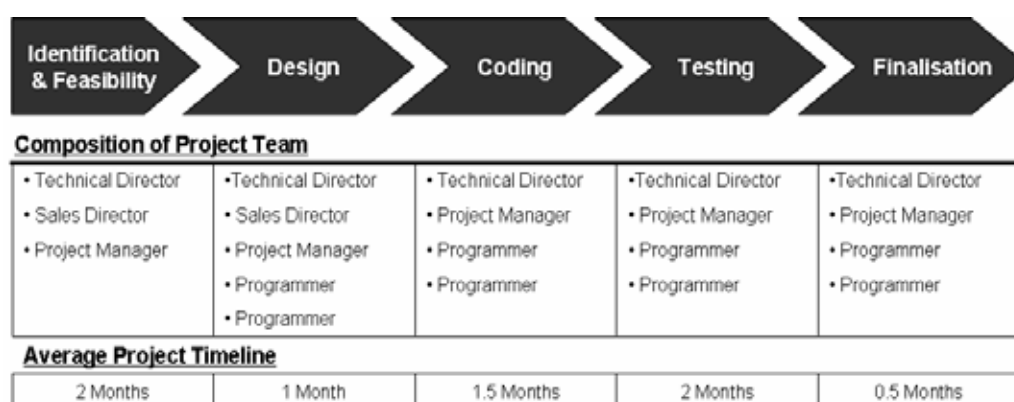 Identification
& Feasibility
Design
Coding
Testing
Finalisation
Composition of Project Team
• Technical Director
• Sales Director
• Project Manager
•Technical Director
• Sales Director
• Project Manager
• Programmer
• Programmer
• Technical Director
• Project Manager
• Programmer
• Programmer
•Technical Director
• Project Manager
• Programmer
• Programmer
•Technical Director
• Project Manager
• Programmer
• Programmer
Average Project Timeline
2 Months
1 Month
1.5 Months
2 Months
0.5 Months